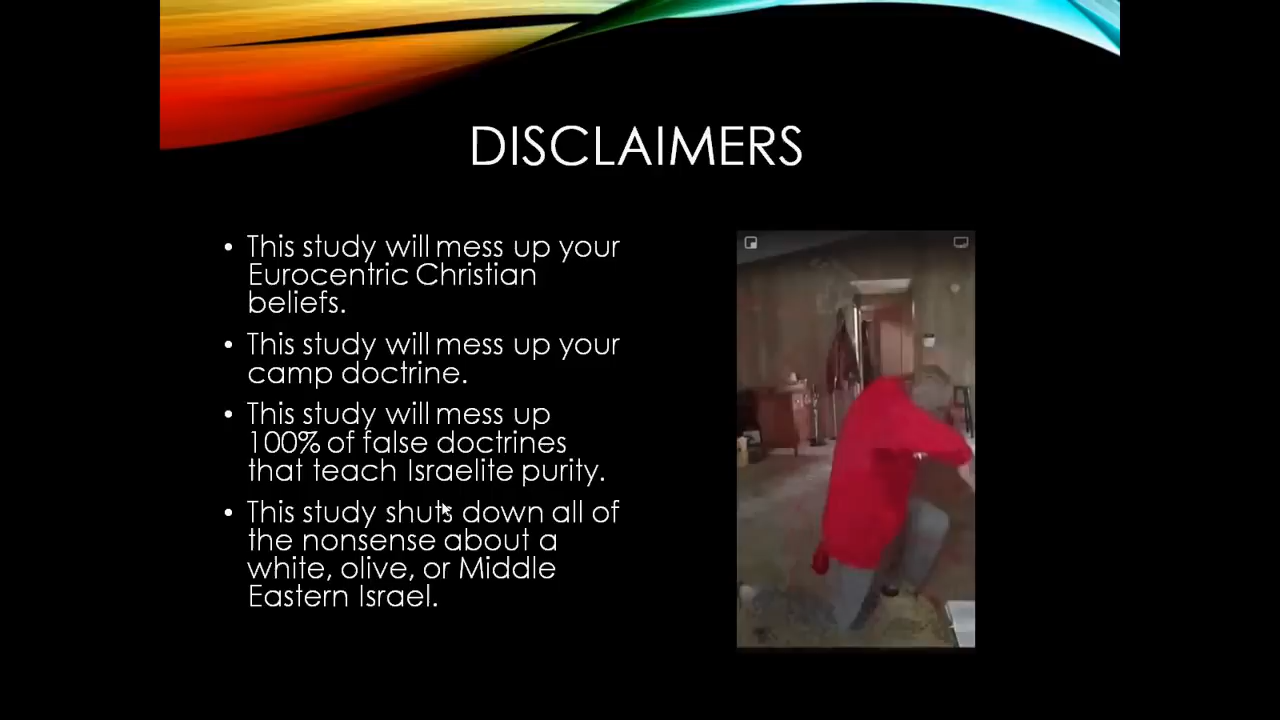 DISCLAIMERS
• This study will mess up your
Eurocentric Christian
beliefs.
• This study will mess up your
camp doctrine.
• This study will mess up
100% of false doctrines
that teach Israelite purity.
• This study shuts down all of
the nonsense about a
white, olive, or Middle
Eastern Israel.